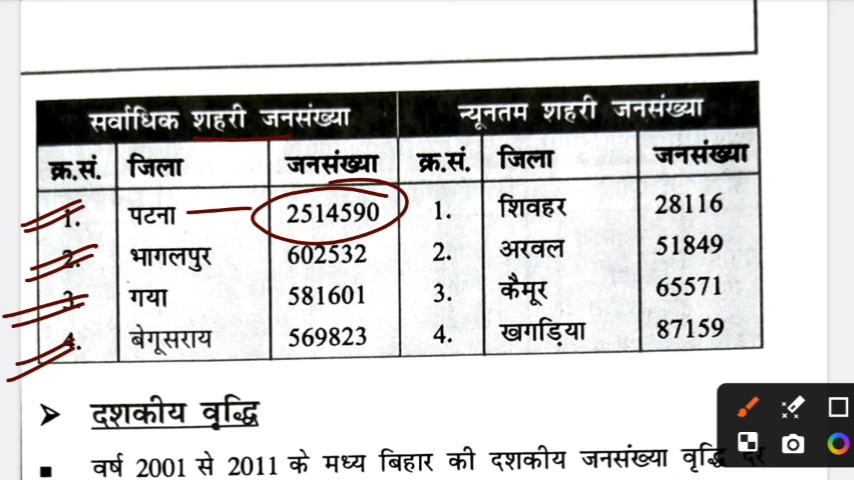 सर्वाधिक शहरी जनसंख्या न्यूनतम शहरी जनसंख्या
क्र.सं. जिला जनसंख्या क्र.सं. जिला जनसंख्या
1. पटना 2514590 1. शिवहर 28116
2. भागलपुर 602532 2. अरवल 51849
3. गया 581601 3. कैमूर 65571
4. बेगूसराय 569823 4. खगड़िया 87159
➤ दशकीय वृद्धि
■ वर्ष 2001 से 2011 के मध्य बिहार की दशकीय जनसंख्या वृद्धि दर